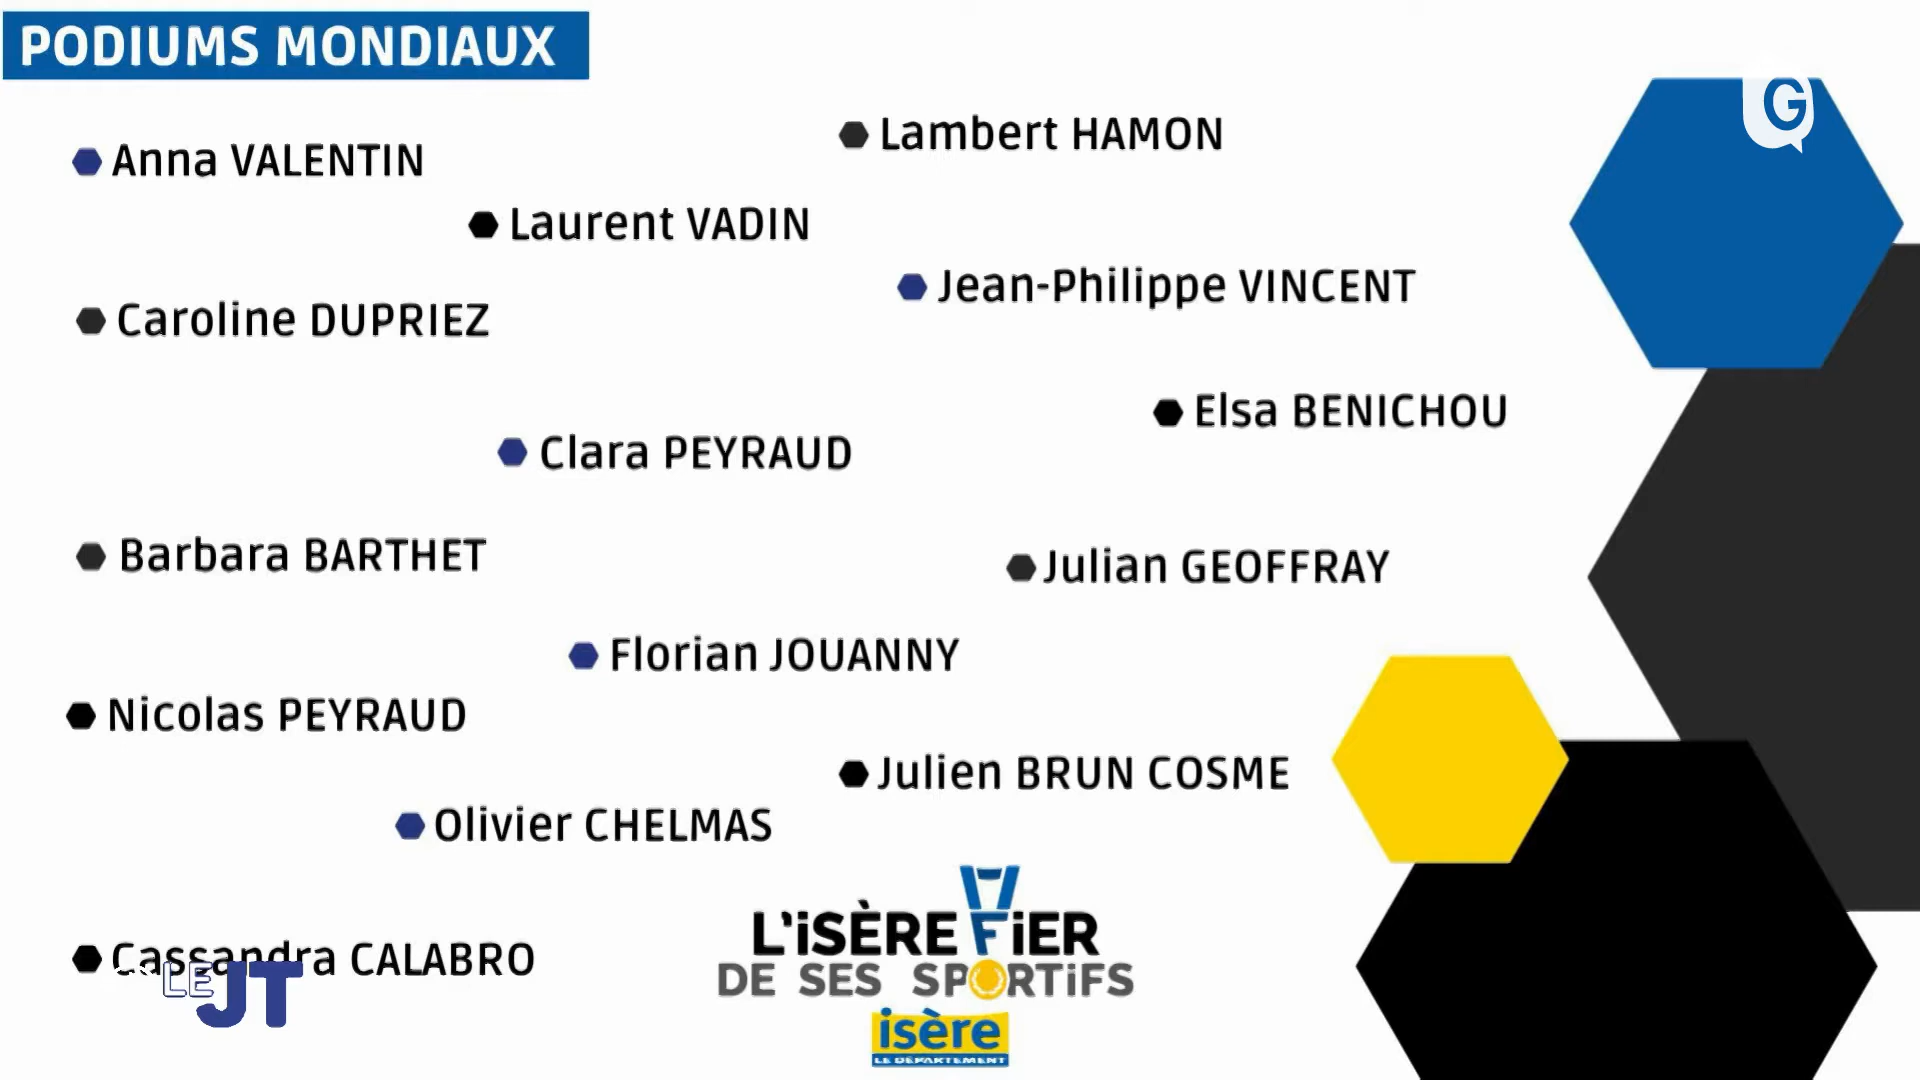 PODIUMS MONDIAUX
G
Lambert HAMON
Anna VALENTIN
Laurent VADIN
Jean-Philippe VINCENT
Caroline DUPRIEZ
Elsa BENICHOU
Clara PEYRAUD
Barbara BARTHET
Julian GEOFFRAY
Florian JOUANNY
Nicolas PEYRAUD
Julien BRUN COSME
Olivier CHELMAS
Cassandra CALABRO
LE JT
L'iSÈRE FiER
DE SES SPORTiFS
isère
LE DÉPARTEMENT